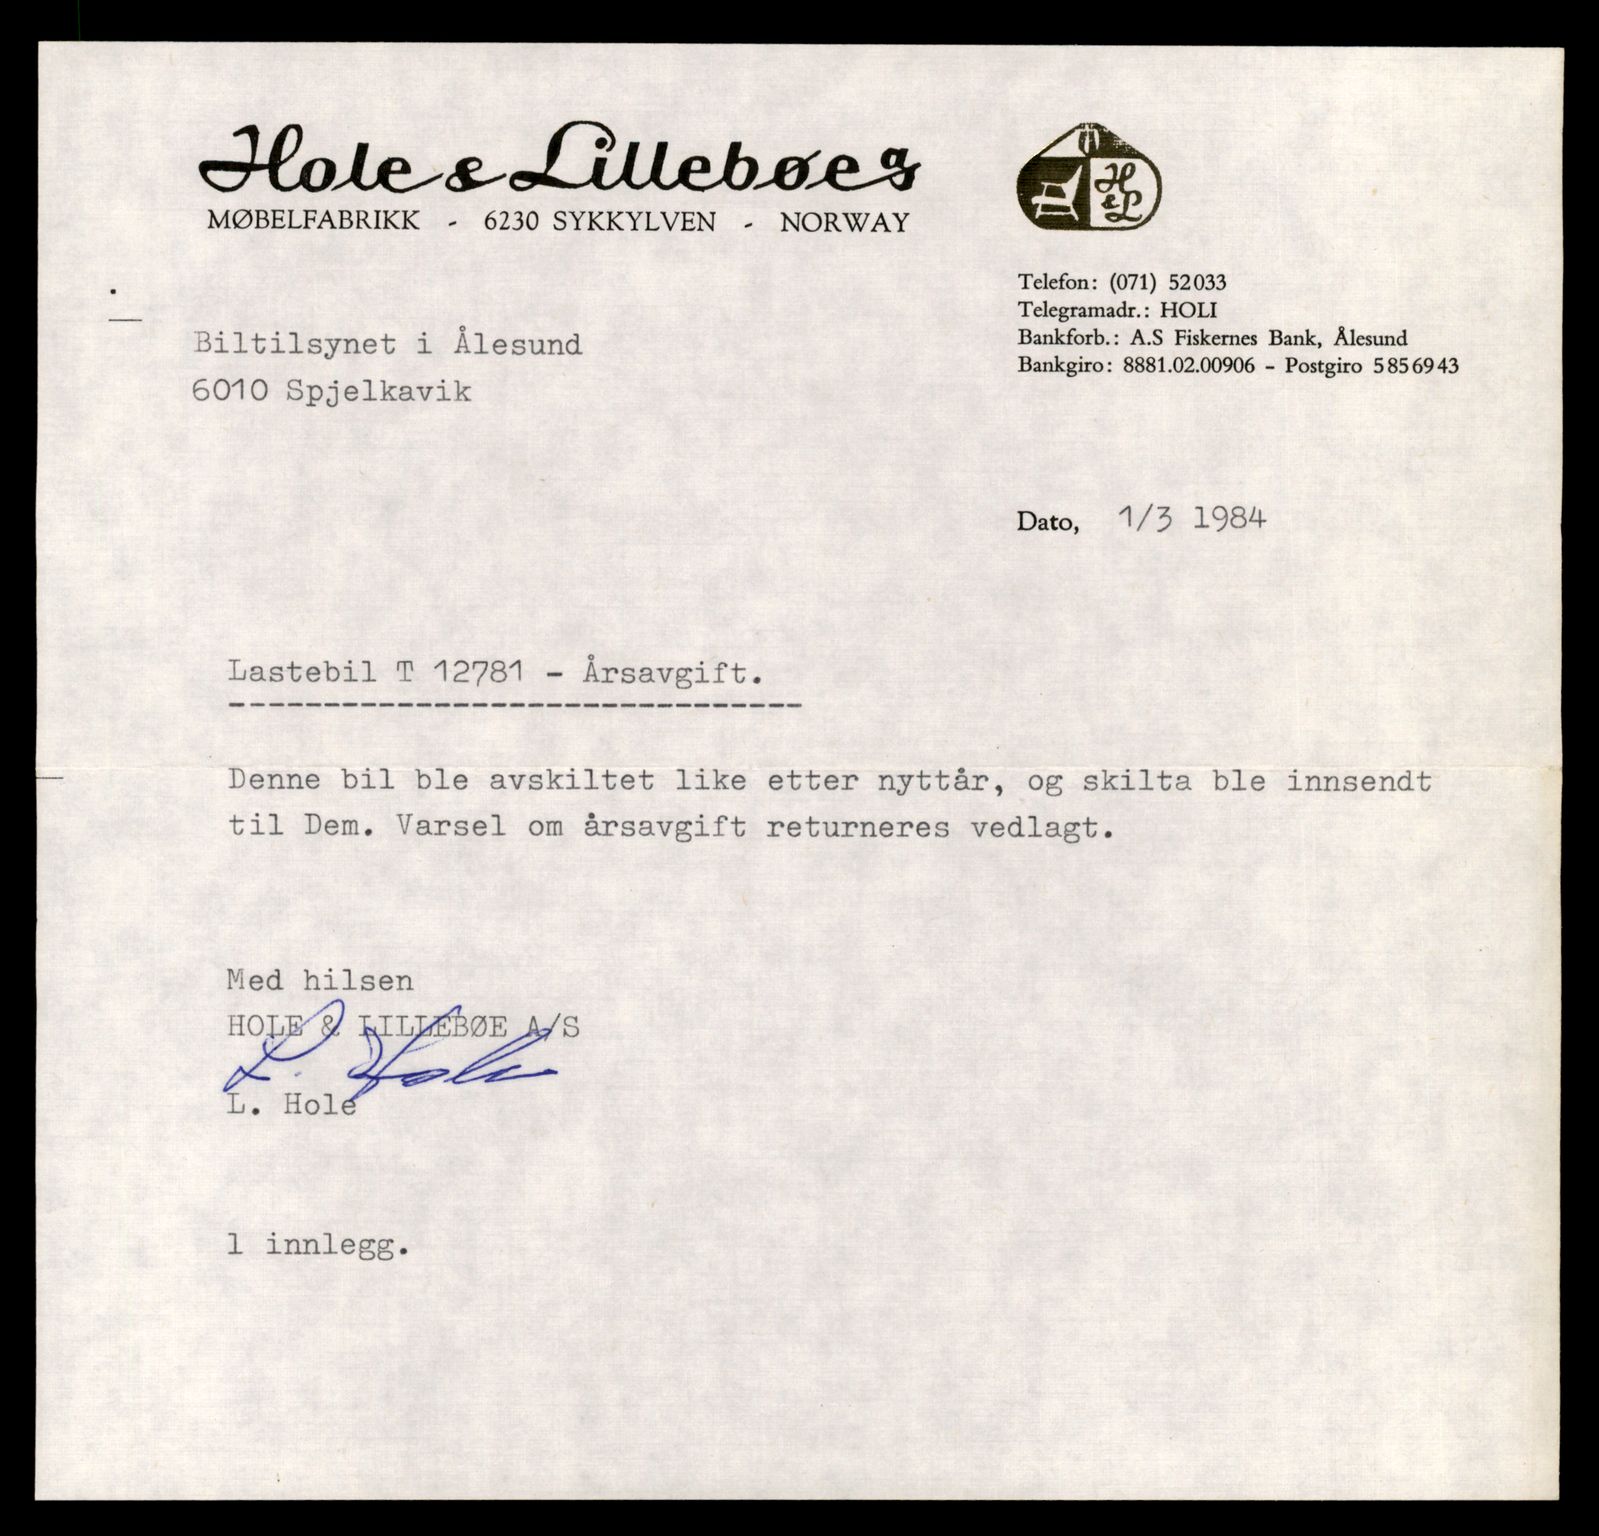 Hole & Lillebøe a/s
MØBELFABRIKK - 6230 SYKKYLVEN - NORWAY
H & L
Telefon: (071) 52033
Telegramadr.: HOLI
Bankforb.: A.S Fiskernes Bank, Ålesund
Bankgiro: 8881.02.00906 - Postgiro 5856943
Biltilsynet i Ålesund
6010 Spjelkavik
Dato, 1/3 1984
Lastebil T 12781 - Årsavgift.
-------------------------------
Denne bil ble avskiltet like etter nyttår, og skilta ble innsendt
til Dem. Varsel om årsavgift returneres vedlagt.
Med hilsen
HOLE & LILLEBØE A/S
L. Hole
L. Hole
1 innlegg.